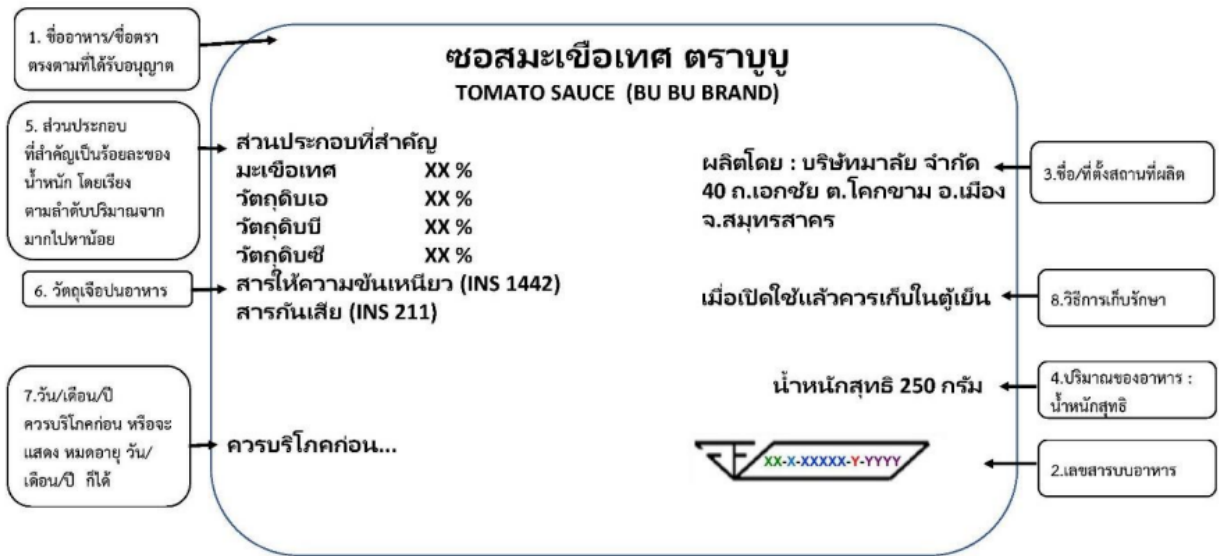 1. ชื่ออาหาร/ชื่อตรา
ตรงตามที่ได้รับอนุญาต
ซอสมะเขือเทศ ตราบูบู
TOMATO SAUCE (BU BU BRAND)
5. ส่วนประกอบ
ที่สำคัญเป็นร้อยละของ
น้ำหนัก โดยเรียง
ตามลำดับปริมาณจาก
มากไปหาน้อย
ส่วนประกอบที่สำคัญ
มะเขือเทศ XX %
วัตถุดิบเอ XX %
วัตถุดิบบี XX %
วัตถุดิบซี XX %
6. วัตถุเจือปนอาหาร
สารให้ความข้นเหนียว (INS 1442)
สารกันเสีย (INS 211)
7.วัน/เดือน/ปี
ควรบริโภคก่อน หรือจะ
แสดง หมดอายุ วัน/
เดือน/ปี ก็ได้
ควรบริโภคก่อน...
ผลิตโดย : บริษัทมาลัย จำกัด
40 ถ.เอกชัย ต.โคกขาม อ.เมือง
จ.สมุทรสาคร
3.ชื่อ/ที่ตั้งสถานที่ผลิต
เมื่อเปิดใช้แล้วควรเก็บในตู้เย็น
8.วิธีการเก็บรักษา
น้ำหนักสุทธิ 250 กรัม
4.ปริมาณของอาหาร :
น้ำหนักสุทธิ
XX-X-XXXXX-Y-YYYY
2.เลขสารบบอาหาร